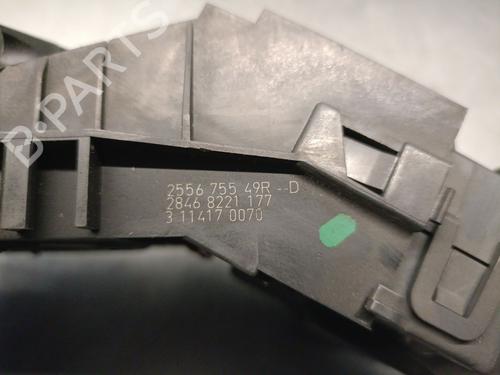 B-PARTS
2556 755 49R --D
2846 8221 177
3 11417 0070